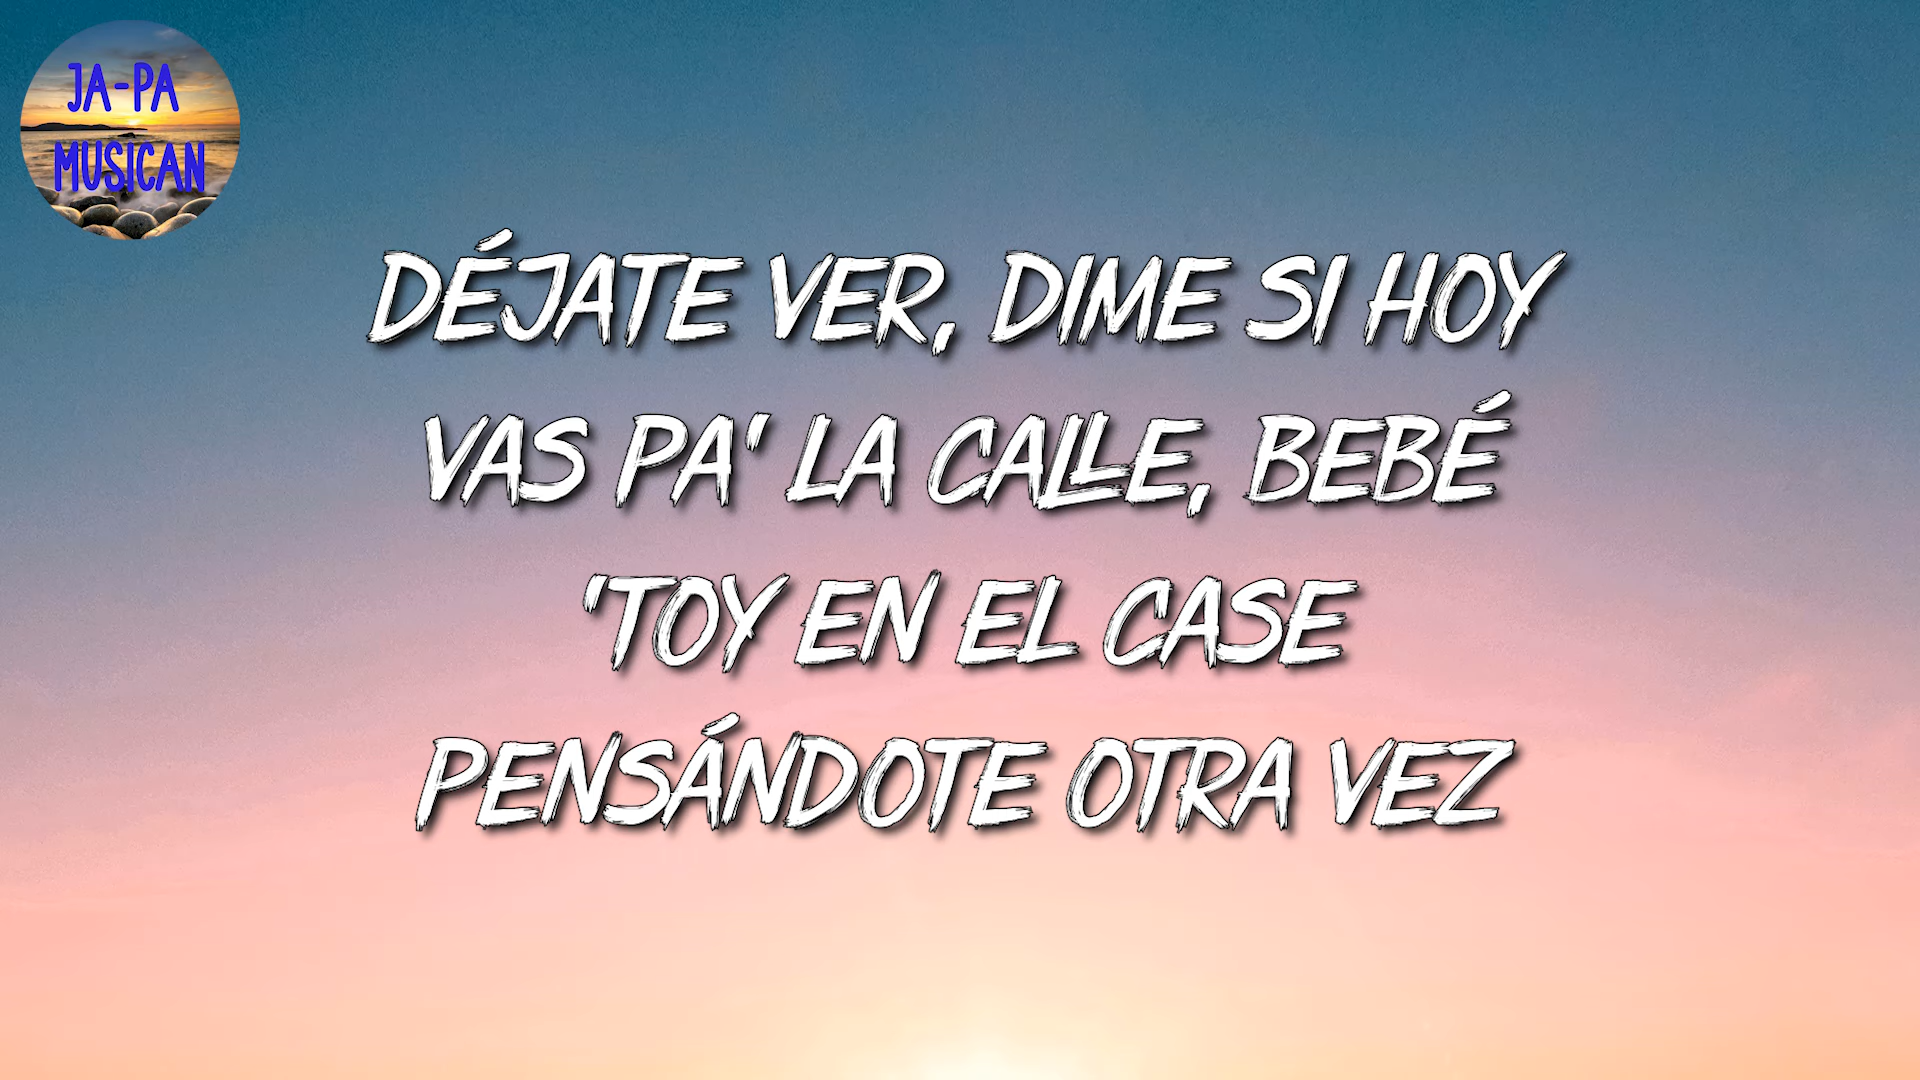 JA-PA
MUSICAN
DÉJATE VER, DIME SI HOY
VAS PA' LA CALLE, BEBÉ
'TOY EN EL CASE
PENSÁNDOTE OTRA VEZ